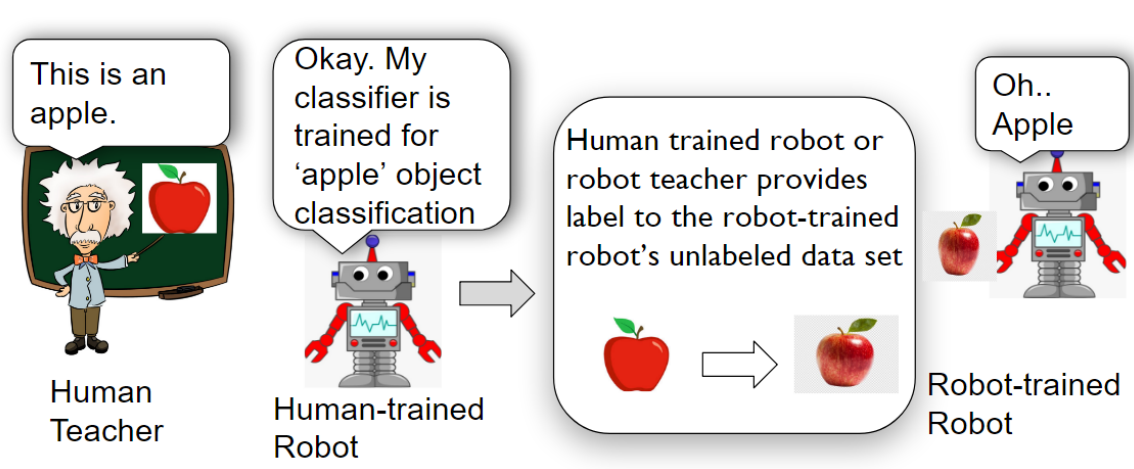 This is an
apple.
Okay. My
classifier is
trained for
‘apple’ object
classification
Human trained robot or
robot teacher provides
label to the robot-trained
robot’s unlabeled data set
Oh..
Apple
Human
Teacher
Human-trained
Robot
Robot-trained
Robot